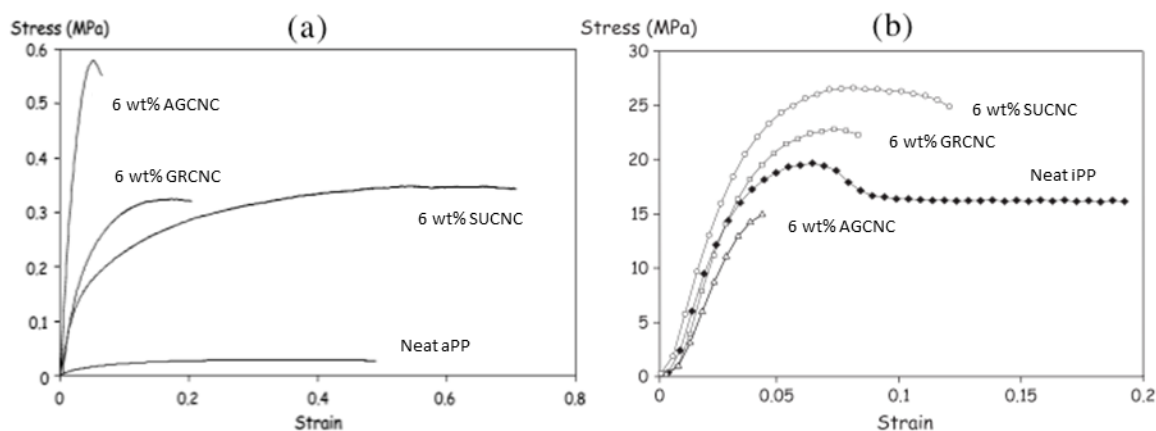 Stress (MPa)
(a)
0.6
0.5
0.4
0.3
0.2
0.1
0
6 wt% AGCNC
6 wt% GRCNC
6 wt% SUCNC
Neat aPP
0
0.2
0.4
0.6
0.8
Strain
Stress (MPa)
(b)
30
25
20
15
10
5
0
6 wt% SUCNC
6 wt% GRCNC
Neat iPP
6 wt% AGCNC
0
0.05
0.1
0.15
0.2
Strain